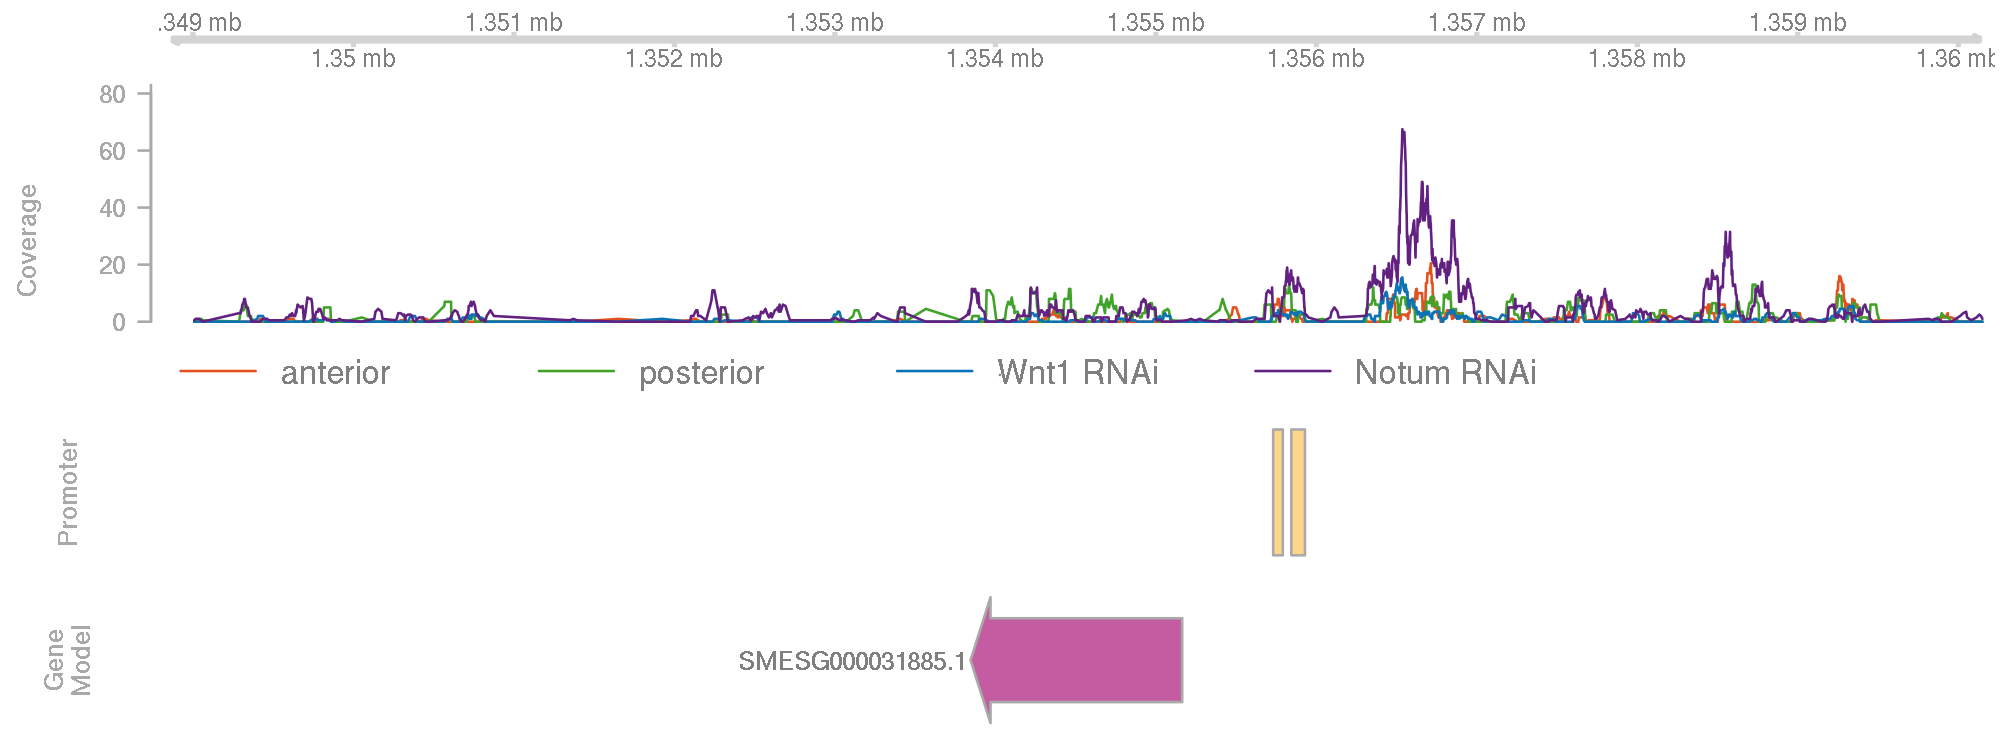 .349 mb 1.351 mb 1.353 mb 1.355 mb 1.357 mb 1.359 mb
1.35 mb 1.352 mb 1.354 mb 1.356 mb 1.358 mb 1.36 mb
80
60
40
20
0
Coverage
anterior posterior Wnt1 RNAi Notum RNAi
Promoter
Gene
Model
SMESG000031885.1